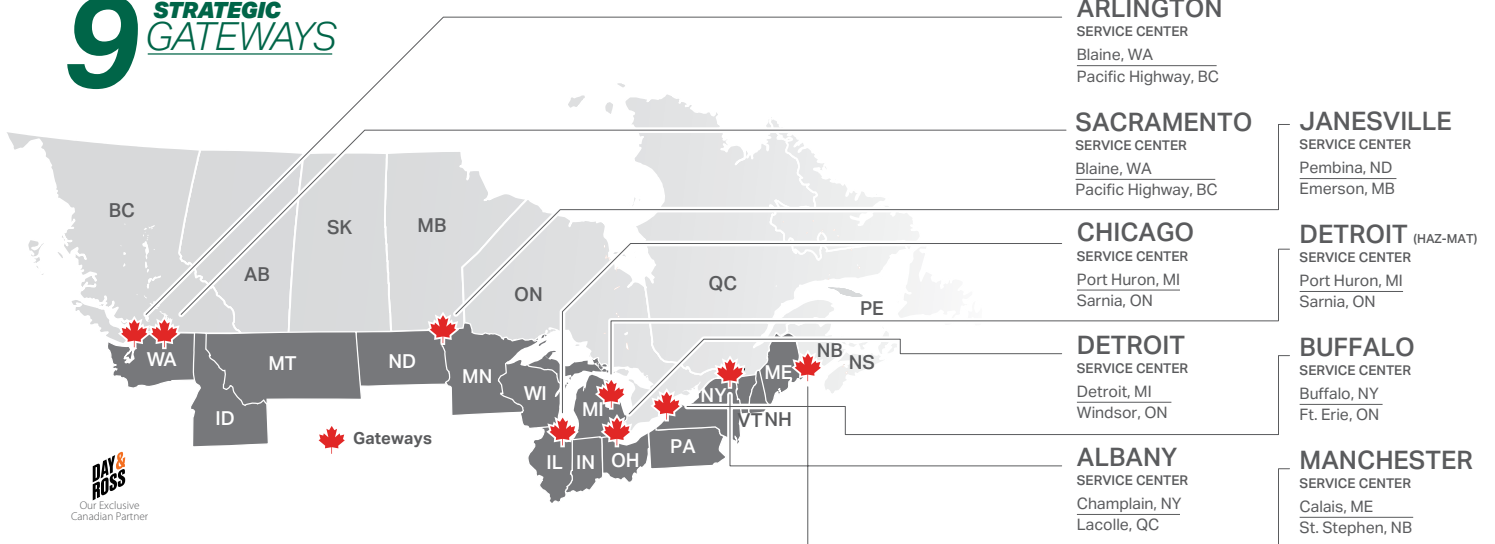 9 STRATEGIC
GATEWAYS
ARLINGTON
SERVICE CENTER
Blaine, WA
Pacific Highway, BC
SACRAMENTO
SERVICE CENTER
Blaine, WA
Pacific Highway, BC
JANESVILLE
SERVICE CENTER
Pembina, ND
Emerson, MB
CHICAGO
SERVICE CENTER
Port Huron, MI
Sarnia, ON
DETROIT (HAZ-MAT)
SERVICE CENTER
Port Huron, MI
Sarnia, ON
DETROIT
SERVICE CENTER
Detroit, MI
Windsor, ON
BUFFALO
SERVICE CENTER
Buffalo, NY
Ft. Erie, ON
ALBANY
SERVICE CENTER
Champlain, NY
Lacolle, QC
MANCHESTER
SERVICE CENTER
Calais, ME
St. Stephen, NB
BC
AB
SK
MB
ON
QC
PE
NB
NS
WA
MT
ND
MN
WI
MI
NY
ME
VT
NH
ID
IL
IN
OH
PA
Gateways
DAY &
ROSS
Our Exclusive
Canadian Partner